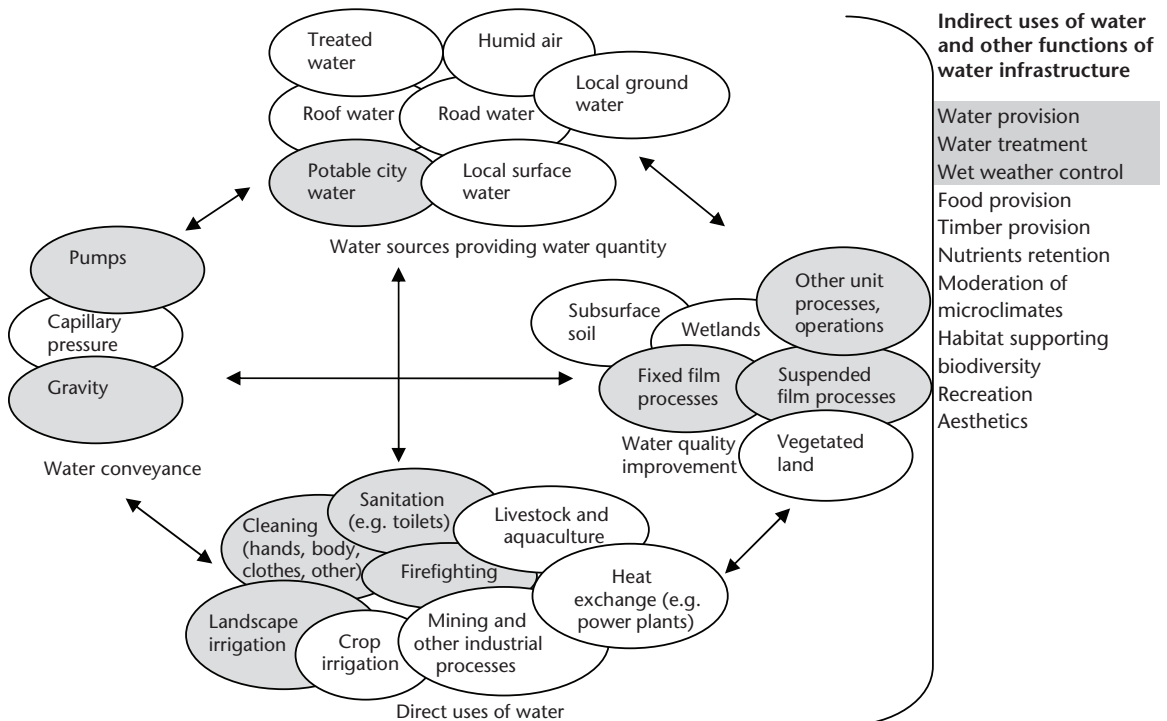 Treated
water
Humid air
Local ground
water
Roof water
Road water
Potable city
water
Local surface
water
Water sources providing water quantity
Pumps
Capillary
pressure
Gravity
Water conveyance
Subsurface
soil
Wetlands
Other unit
processes,
operations
Fixed film
processes
Suspended
film processes
Water quality
improvement
Vegetated
land
Sanitation
(e.g. toilets)
Cleaning
(hands, body,
clothes, other)
Livestock and
aquaculture
Firefighting
Heat
exchange (e.g.
power plants)
Landscape
irrigation
Crop
irrigation
Mining and
other industrial
processes
Direct uses of water
Indirect uses of water
and other functions of
water infrastructure
Water provision
Water treatment
Wet weather control
Food provision
Timber provision
Nutrients retention
Moderation of
microclimates
Habitat supporting
biodiversity
Recreation
Aesthetics